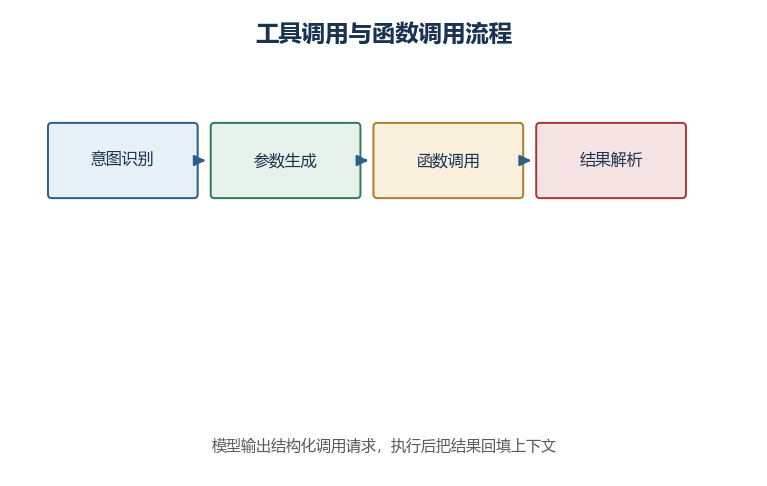 工具调用与函数调用流程
意图识别
参数生成
函数调用
结果解析
模型输出结构化调用请求，执行后把结果回填上下文